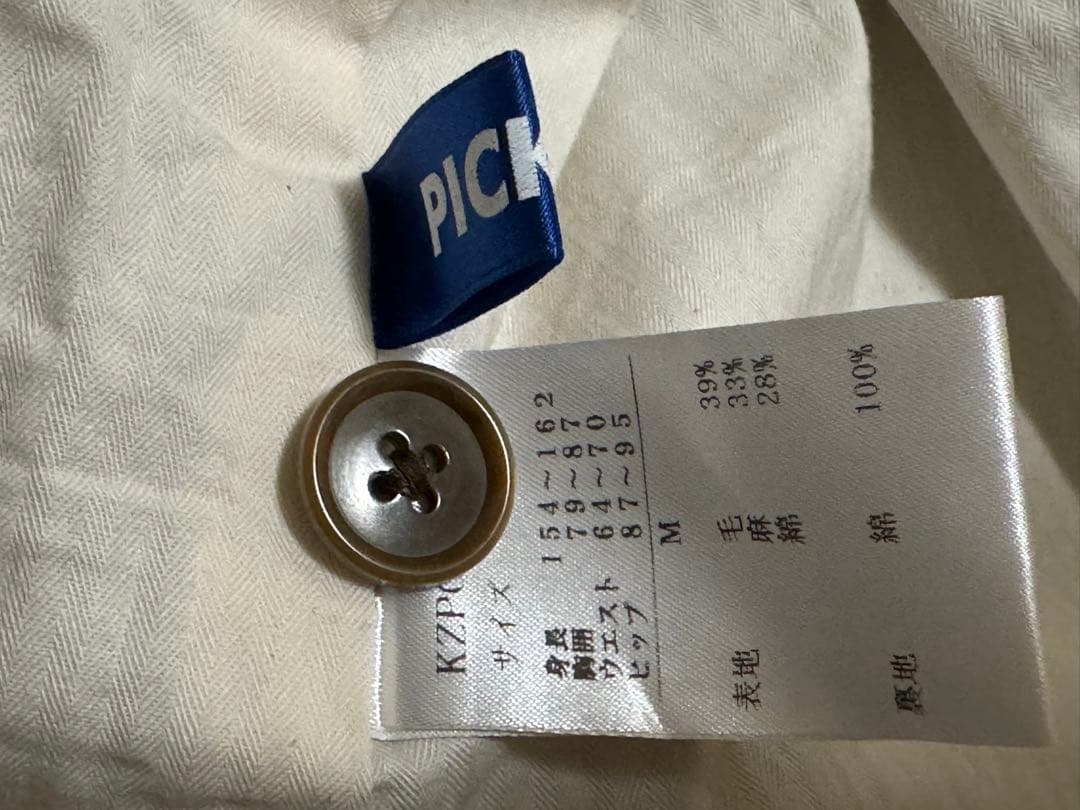 PICK
KZP
サイズ
身長 154～162
胸囲 79～87
ウエスト 64～70
ヒップ 87～95
M
表地 毛 39%
麻 33%
綿 28%
裏地 綿 100%